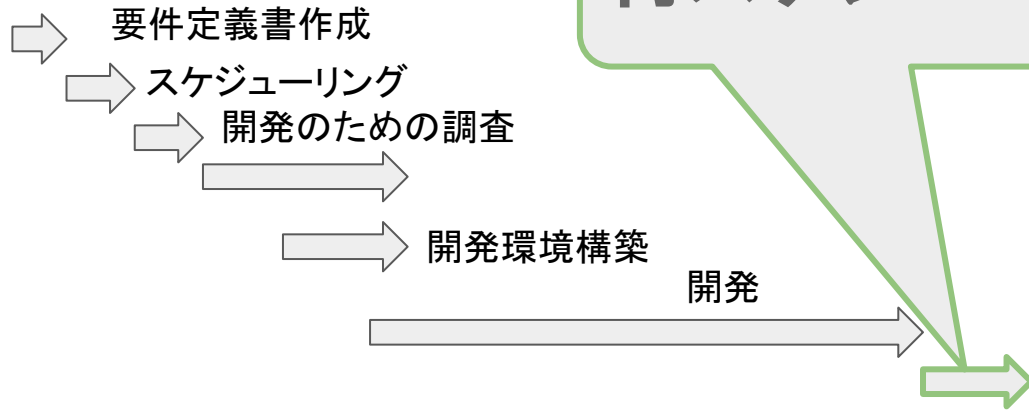 要件定義書作成
スケジューリング
開発のための調査
開発環境構築
開発